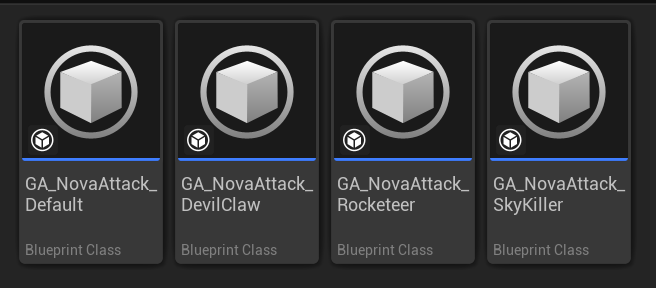 GA_NovaAttack_
Default
Blueprint Class
GA_NovaAttack_
DevilClaw
Blueprint Class
GA_NovaAttack_
Rocketeer
Blueprint Class
GA_NovaAttack_
SkyKiller
Blueprint Class